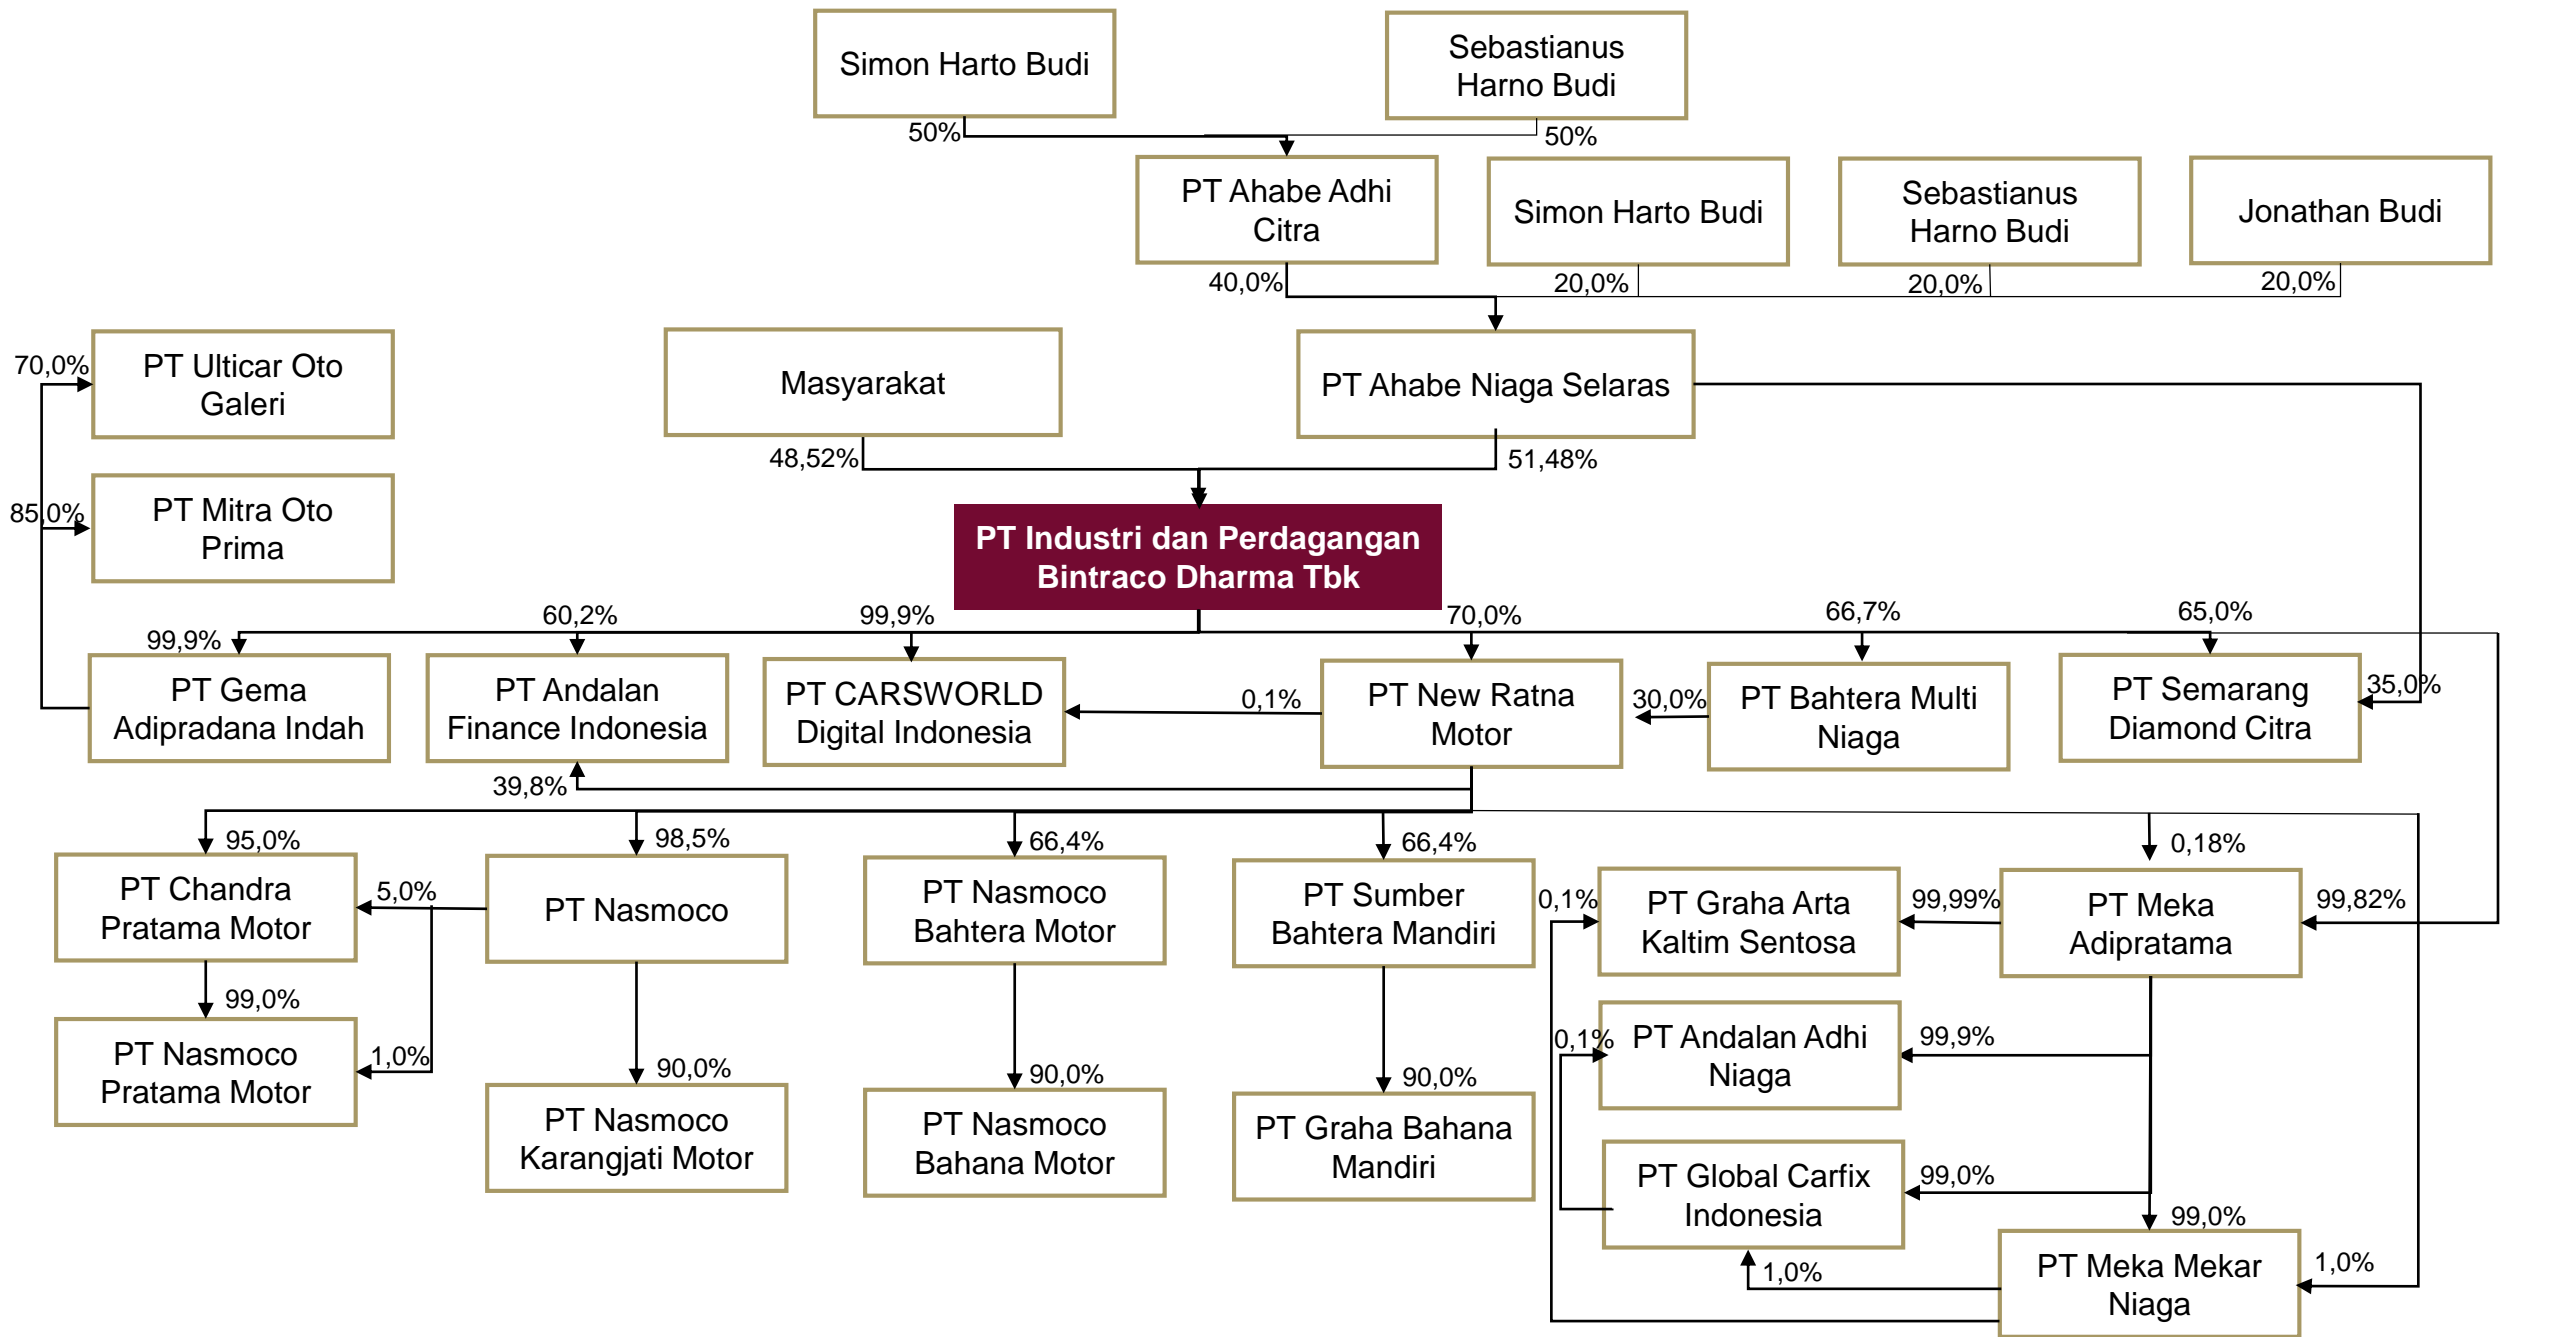 Simon Harto Budi
Sebastianus
Harno Budi
50%
50%
PT Ahabe Adhi
Citra
Simon Harto Budi
Sebastianus
Harno Budi
Jonathan Budi
40,0%
20,0%
20,0%
20,0%
70,0%
PT Ulticar Oto
Galeri
Masyarakat
PT Ahabe Niaga Selaras
48,52%
51,48%
85,0%
PT Mitra Oto
Prima
PT Industri dan Perdagangan
Bintraco Dharma Tbk
99,9%
60,2%
99,9%
70,0%
66,7%
65,0%
PT Gema
Adipradana Indah
PT Andalan
Finance Indonesia
PT CARSWORLD
Digital Indonesia
0,1%
PT New Ratna
Motor
30,0%
PT Bahtera Multi
Niaga
PT Semarang
Diamond Citra
35,0%
39,8%
95,0%
98,5%
66,4%
66,4%
0,18%
PT Chandra
Pratama Motor
5,0%
PT Nasmoco
PT Nasmoco
Bahtera Motor
PT Sumber
Bahtera Mandiri
0,1%
PT Graha Arta
Kaltim Sentosa
99,99%
PT Meka
Adipratama
99,82%
99,0%
PT Nasmoco
Pratama Motor
1,0%
90,0%
PT Nasmoco
Karangjati Motor
90,0%
PT Nasmoco
Bahana Motor
90,0%
PT Graha Bahana
Mandiri
0,1%
PT Andalan Adhi
Niaga
99,9%
PT Global Carfix
Indonesia
99,0%
99,0%
1,0%
PT Meka Mekar
Niaga
1,0%